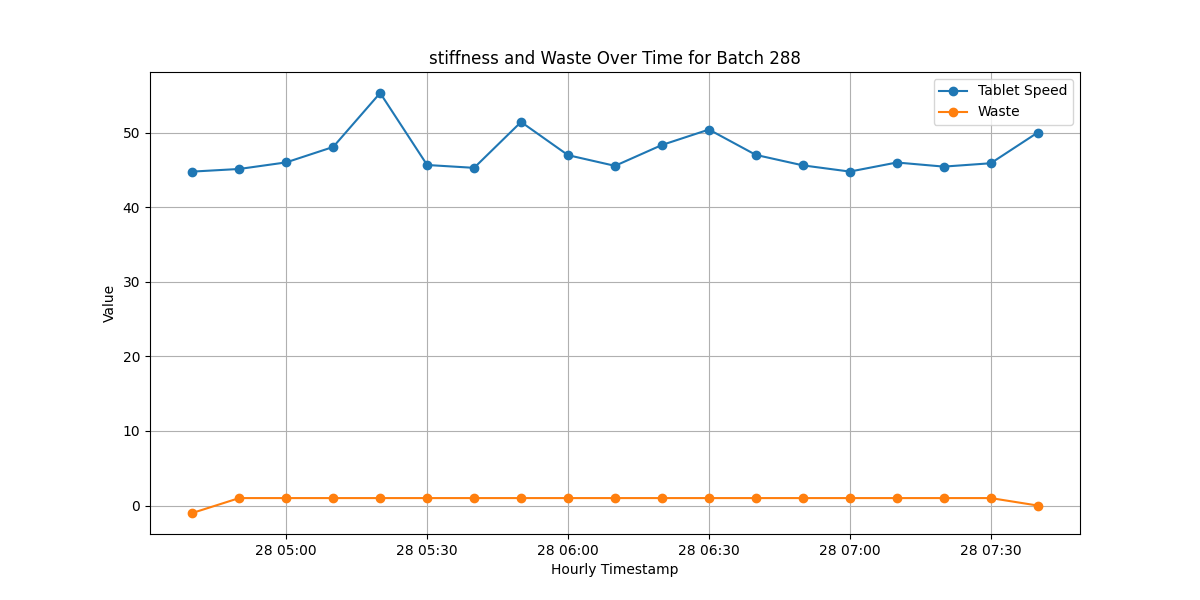 stiffness and Waste Over Time for Batch 288
Tablet Speed
Waste
Value
50
40
30
20
10
0
28 05:00
28 05:30
28 06:00
28 06:30
28 07:00
28 07:30
Hourly Timestamp